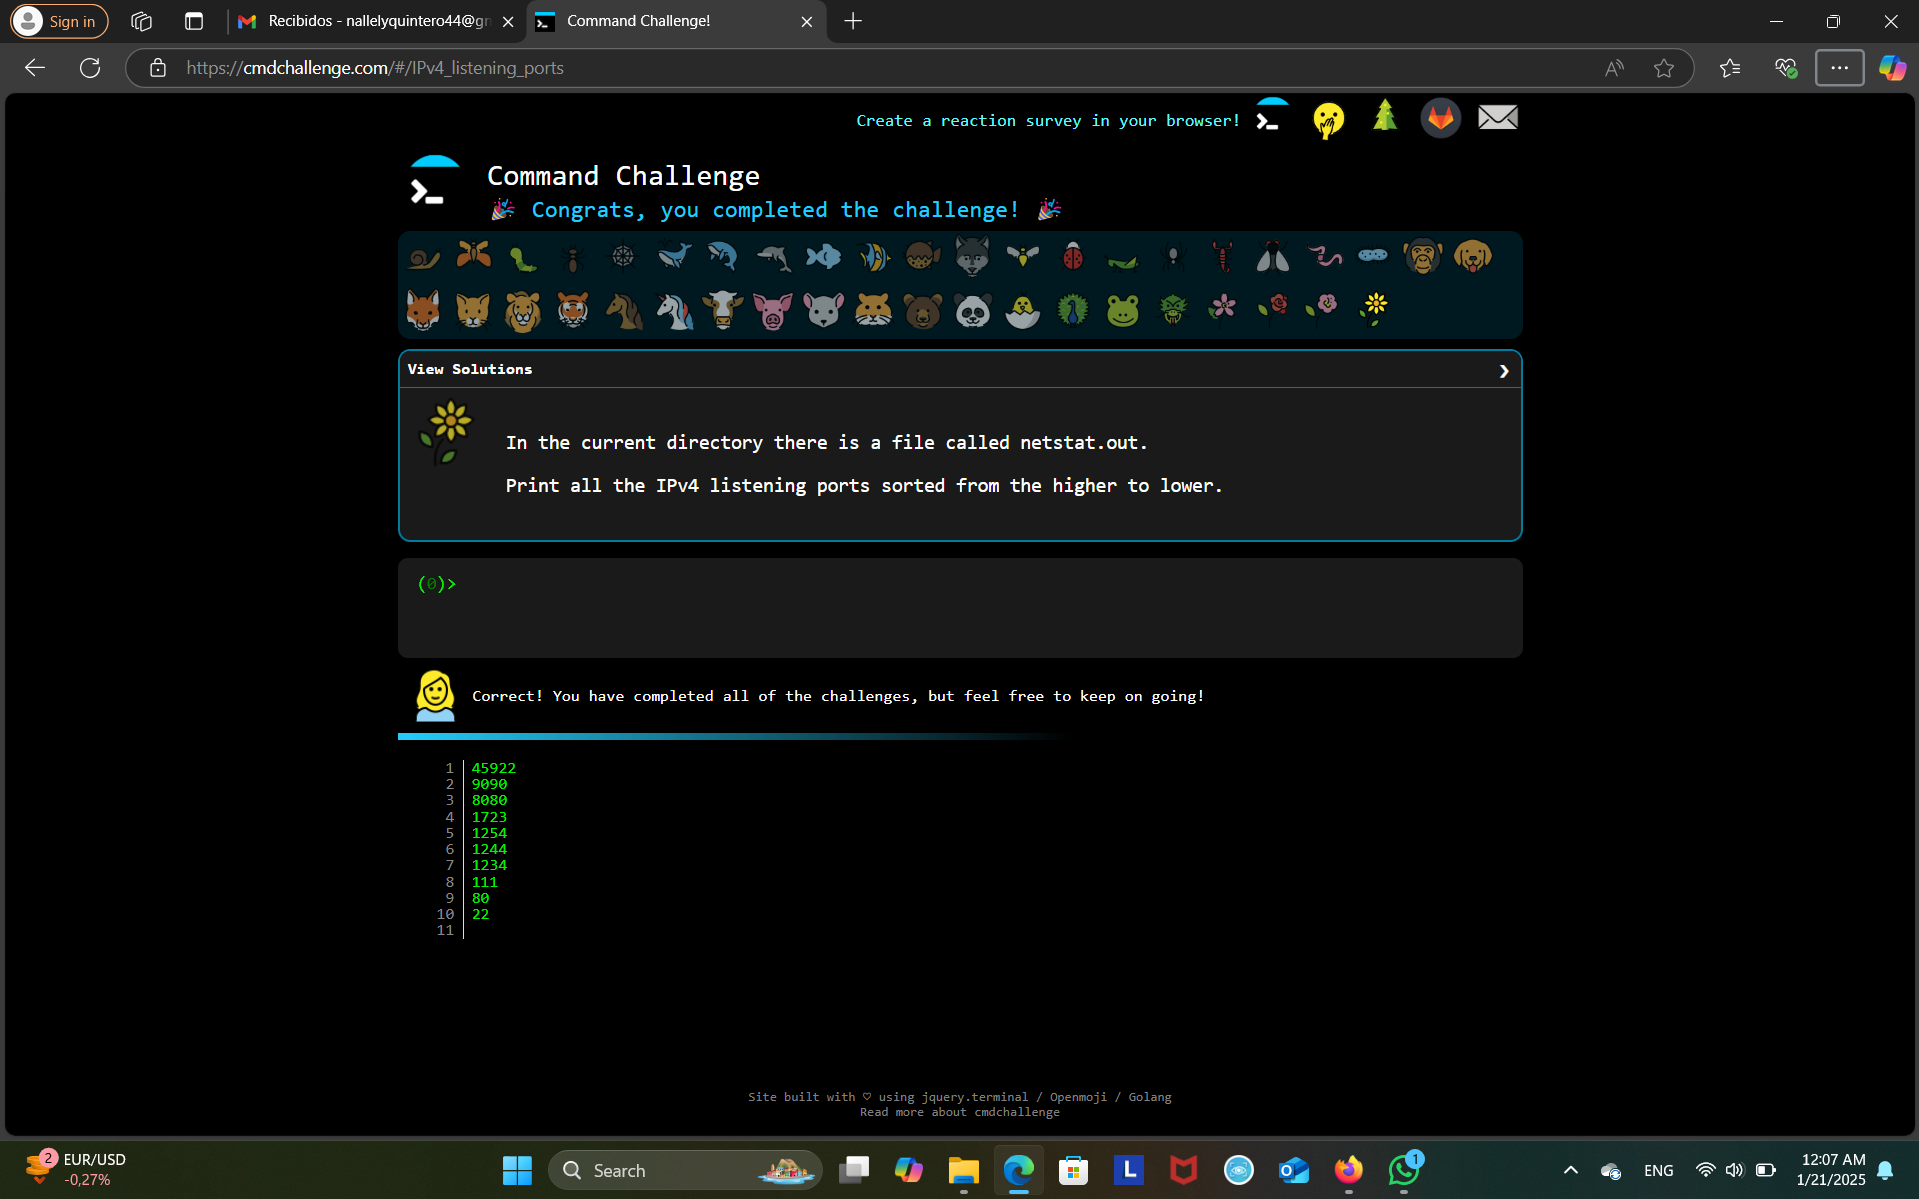 Sign in
Recibidos - nallelyquintero44@gm
Command Challenge!
https://cmdchallenge.com/#/IPv4_listening_ports
Create a reaction survey in your browser!
Command Challenge
Congrats, you completed the challenge!
View Solutions
In the current directory there is a file called netstat.out.
Print all the IPv4 listening ports sorted from the higher to lower.
(0)>
Correct! You have completed all of the challenges, but feel free to keep on going!
1 45922
2 9090
3 8080
4 1723
5 1254
6 1244
7 1234
8 111
9 80
10 22
11
Site built with ♡ using jquery.terminal / Openmoji / Golang
Read more about cmdchallenge
2
EUR/USD
-0,27%
Search
L
1
ENG
12:07 AM
1/21/2025